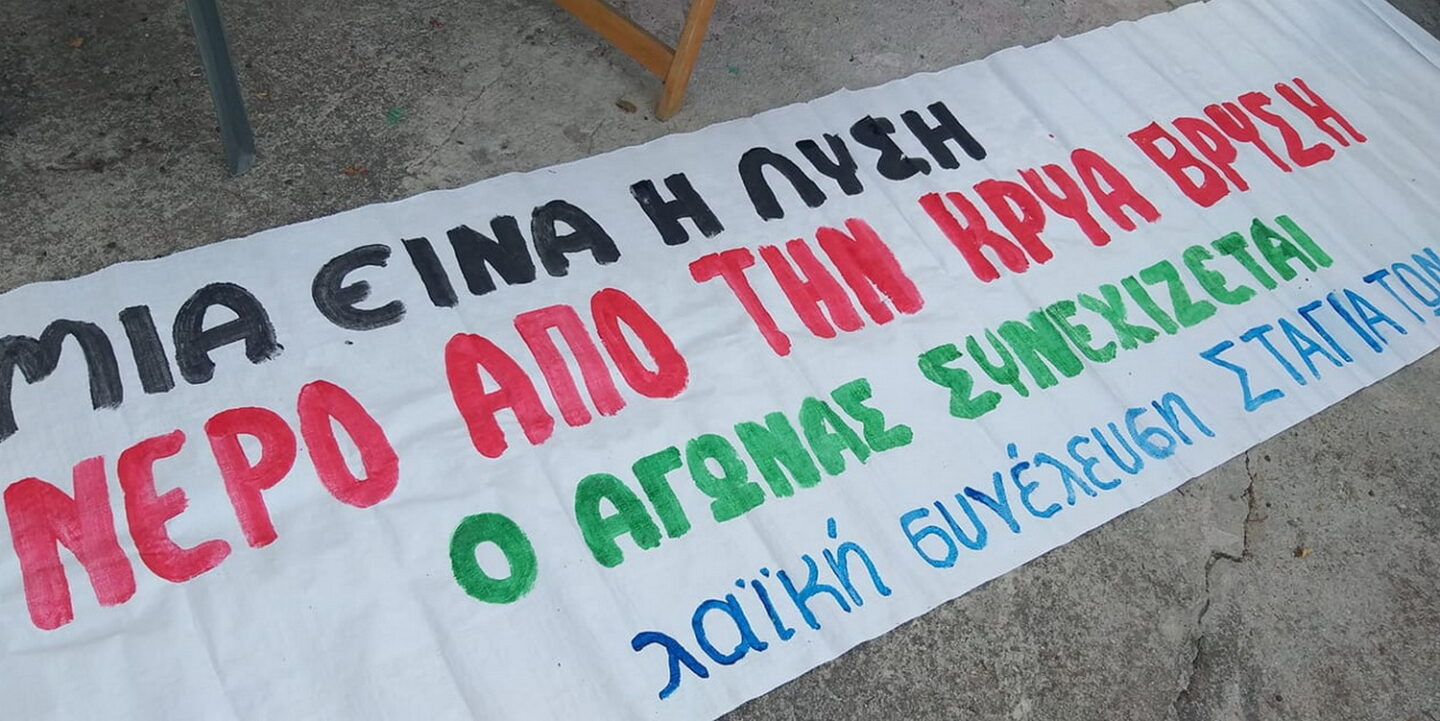 ΜΙΑ ΕΙΝΑ Η ΛΥΣΗ
ΝΕΡΟ ΑΠΟ ΤΗΝ ΚΡΥΑ ΒΡΥΣΗ
Ο ΑΓΩΝΑΣ ΣΥΝΕΧΙΖΕΤΑΙ
λαϊκή συνέλευση ΣΤΑΓΙΑΤΩΝ